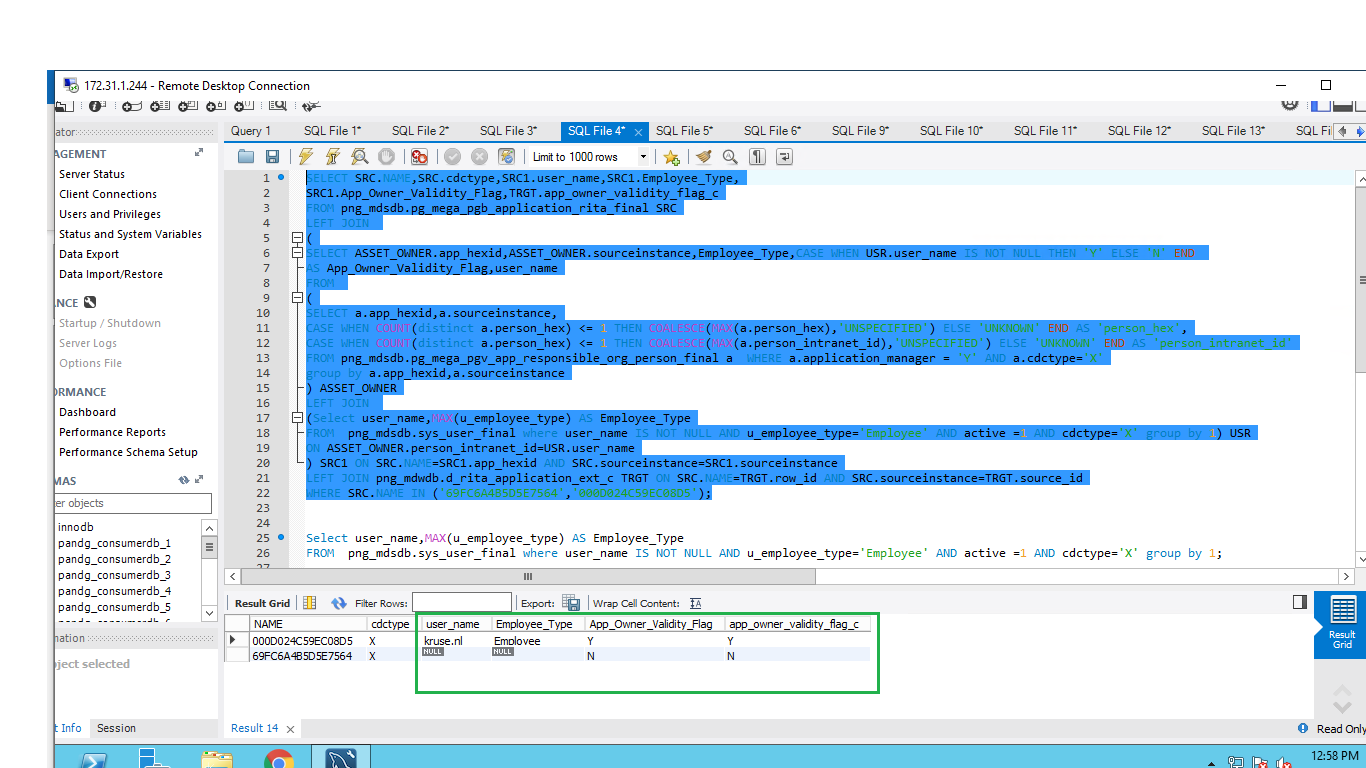 172.31.1.244 - Remote Desktop Connection
ator
Query 1
SQL File 1*
SQL File 2*
SQL File 3*
SQL File 4*
SQL File 5*
SQL File 6*
SQL File 9*
SQL File 10*
SQL File 11*
SQL File 12*
SQL File 13*
SQL Fi
AGEMENT
Server Status
Client Connections
Users and Privileges
Status and System Variables
Data Export
Data Import/Restore
NCE
Startup / Shutdown
Server Logs
Options File
ORMANCE
Dashboard
Performance Reports
Performance Schema Setup
MAS
er objects
innodb
pandg_consumerdb_1
pandg_consumerdb_2
pandg_consumerdb_3
pandg_consumerdb_4
pandg_consumerdb_5
mation
ject selected
t Info
Session
Limit to 1000 rows
1 SELECT SRC.NAME,SRC.cdctype,SRC1.user_name,SRC1.Employee_Type,
2 SRC1.App_Owner_Validity_Flag,TRGT.app_owner_validity_flag_c
3 FROM png_mdsdb.pg_mega_pgb_application_rita_final SRC
4 LEFT JOIN
5 (
6 SELECT ASSET_OWNER.app_hexid,ASSET_OWNER.sourceinstance,Employee_Type,CASE WHEN USR.user_name IS NOT NULL THEN 'Y' ELSE 'N' END
7 AS App_Owner_Validity_Flag,user_name
8 FROM
9 (
10 SELECT a.app_hexid,a.sourceinstance,
11 CASE WHEN COUNT(distinct a.person_hex) <= 1 THEN COALESCE(MAX(a.person_hex),'UNSPECIFIED') ELSE 'UNKNOWN' END AS 'person_hex',
12 CASE WHEN COUNT(distinct a.person_hex) <= 1 THEN COALESCE(MAX(a.person_intranet_id),'UNSPECIFIED') ELSE 'UNKNOWN' END AS 'person_intranet_id'
13 FROM png_mdsdb.pg_mega_pgv_app_responsible_org_person_final a  WHERE a.application_manager = 'Y' AND a.cdctype='X'
14 group by a.app_hexid,a.sourceinstance
15 ) ASSET_OWNER
16 LEFT JOIN
17 (Select user_name,MAX(u_employee_type) AS Employee_Type
18 FROM  png_mdsdb.sys_user_final where user_name IS NOT NULL AND u_employee_type='Employee' AND active =1 AND cdctype='X' group by 1) USR
19 ON ASSET_OWNER.person_intranet_id=USR.user_name
20 ) SRC1 ON SRC.NAME=SRC1.app_hexid AND SRC.sourceinstance=SRC1.sourceinstance
21 LEFT JOIN png_mdwdb.d_rita_application_ext_c TRGT ON SRC.NAME=TRGT.row_id AND SRC.sourceinstance=TRGT.source_id
22 WHERE SRC.NAME IN ('69FC6A4B5D5E7564','000D024C59EC08D5');
23
24
25 Select user_name,MAX(u_employee_type) AS Employee_Type
26 FROM  png_mdsdb.sys_user_final where user_name IS NOT NULL AND u_employee_type='Employee' AND active =1 AND cdctype='X' group by 1;
27
Result Grid
Filter Rows:
Export:
Wrap Cell Content:
NAME cdctype user_name Employee_Type App_Owner_Validity_Flag app_owner_validity_flag_c
000D024C59EC08D5 X kruse.nl Employee Y Y
69FC6A4B5D5E7564 X NULL NULL N N
Result
Grid
Result 14
Read Only
12:58 PM